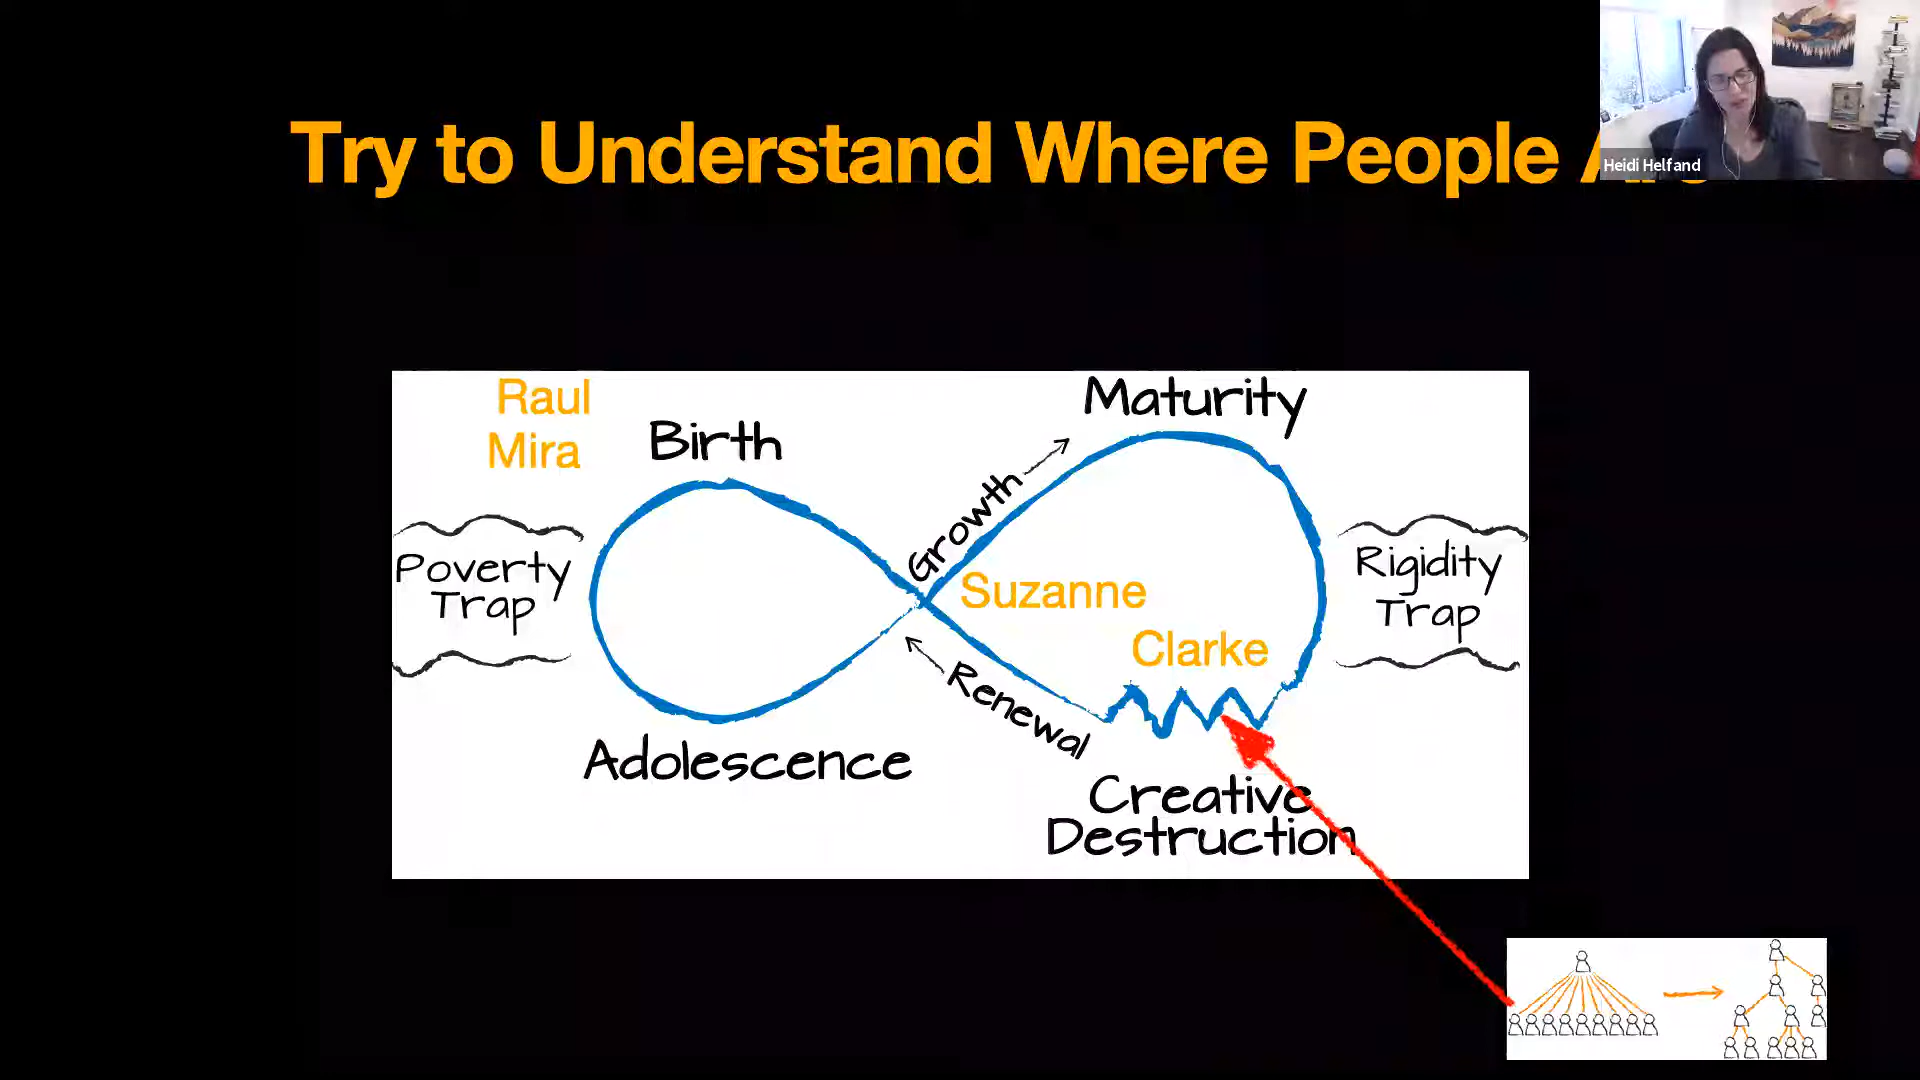 Try to Understand Where People
Heidi Helfand
Raul
Mira
Birth
Maturity
Growth
Poverty
Trap
Rigidity
Trap
Suzanne
Clarke
Renewal
Adolescence
Creative
Destruction